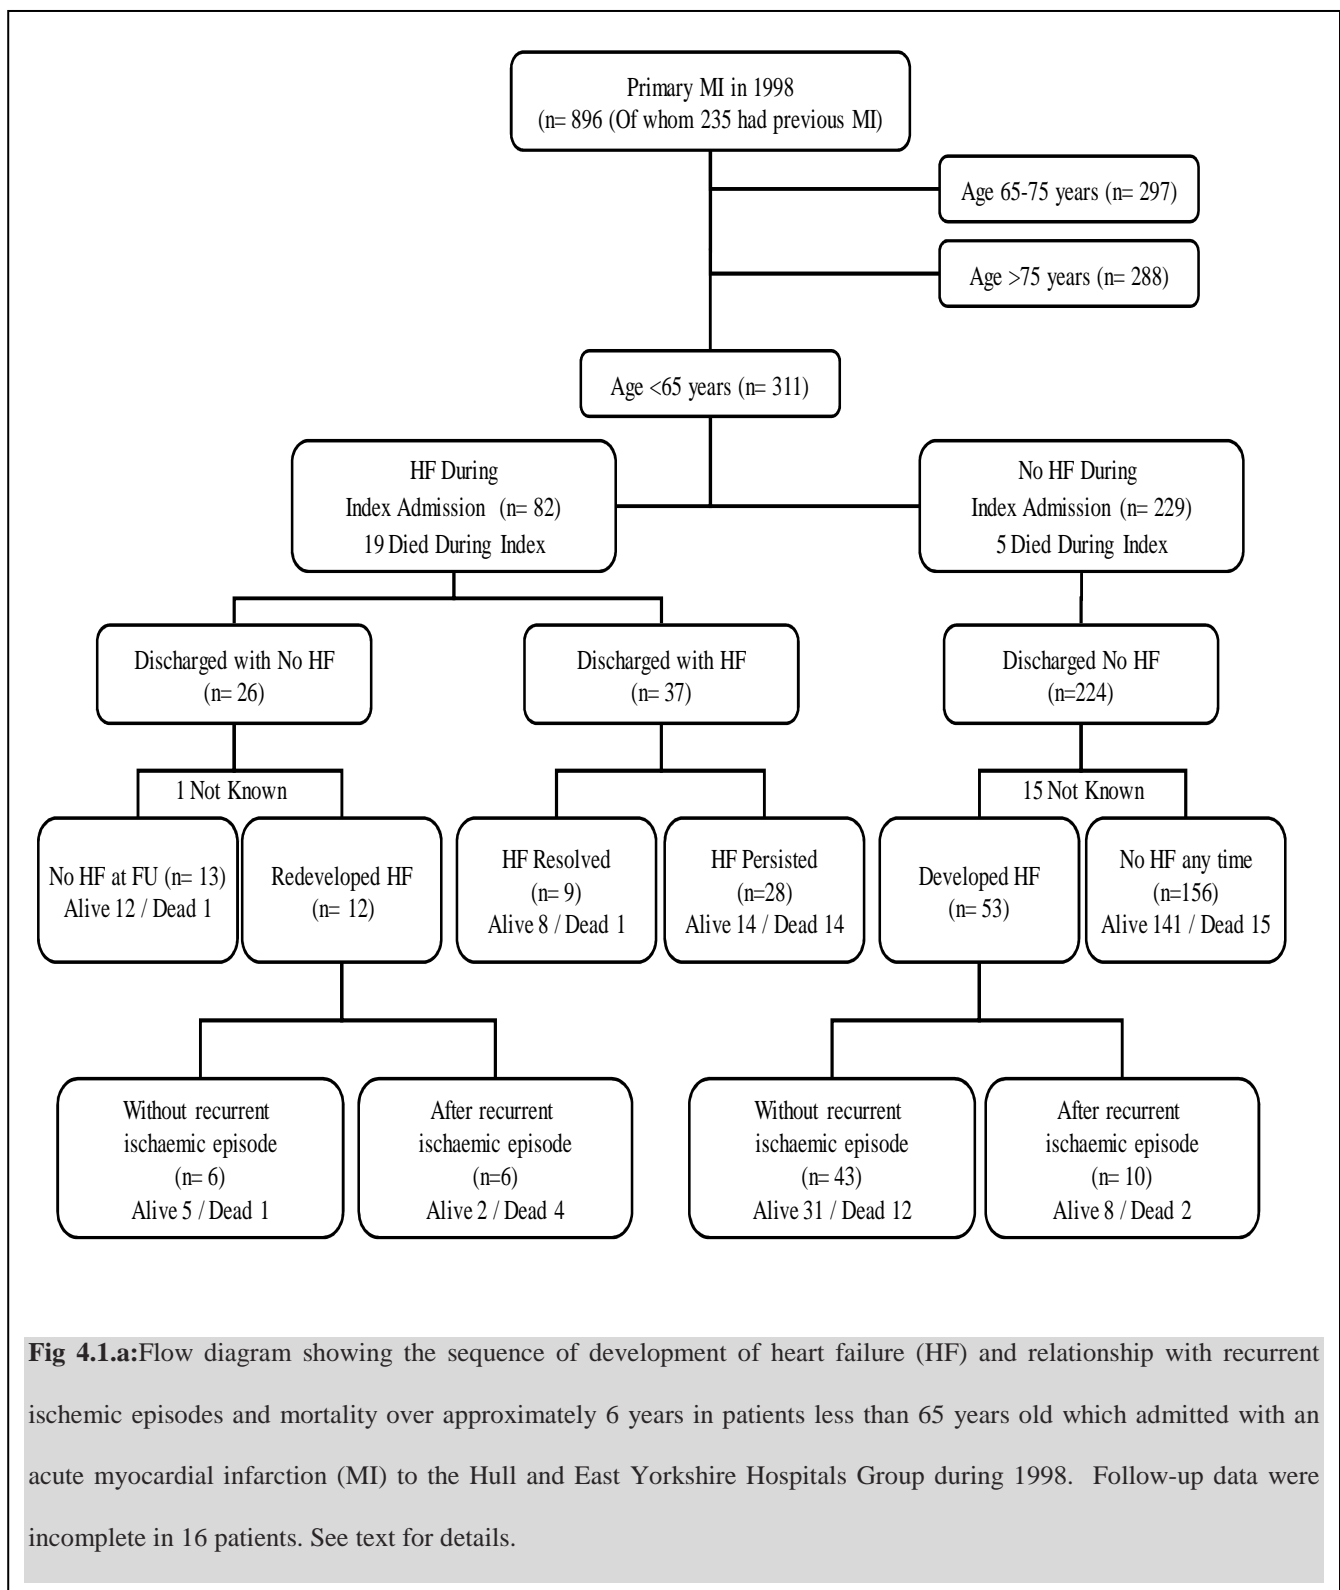 Primary MI in 1998
(n= 896 (Of whom 235 had previous MI)
Age 65-75 years (n= 297)
Age >75 years (n= 288)
Age <65 years (n= 311)
HF During
Index Admission (n= 82)
19 Died During Index
No HF During
Index Admission (n= 229)
5 Died During Index
Discharged with No HF
(n= 26)
Discharged with HF
(n= 37)
Discharged No HF
(n=224)
1 Not Known
15 Not Known
No HF at FU (n= 13)
Alive 12 / Dead 1
Redeveloped HF
(n= 12)
HF Resolved
(n= 9)
Alive 8 / Dead 1
HF Persisted
(n=28)
Alive 14 / Dead 14
Developed HF
(n= 53)
No HF any time
(n=156)
Alive 141 / Dead 15
Without recurrent
ischaemic episode
(n= 6)
Alive 5 / Dead 1
After recurrent
ischaemic episode
(n=6)
Alive 2 / Dead 4
Without recurrent
ischaemic episode
(n= 43)
Alive 31 / Dead 12
After recurrent
ischaemic episode
(n= 10)
Alive 8 / Dead 2
Fig 4.1.a:Flow diagram showing the sequence of development of heart failure (HF) and relationship with recurrent
ischemic episodes and mortality over approximately 6 years in patients less than 65 years old which admitted with an
acute myocardial infarction (MI) to the Hull and East Yorkshire Hospitals Group during 1998. Follow-up data were
incomplete in 16 patients. See text for details.